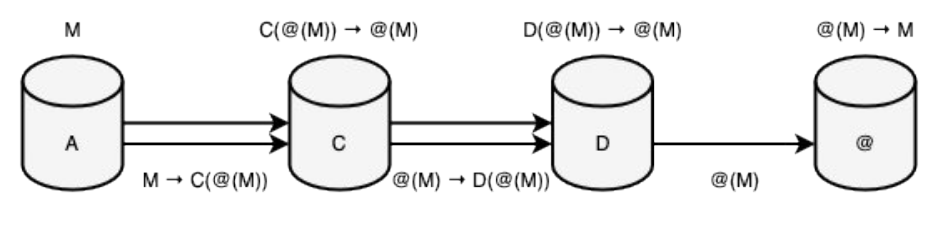 M
C(@(M)) → @(M)
D(@(M)) → @(M)
@(M) → M
A
C
D
@
M → C(@(M))
@(M) → D(@(M))
@(M)